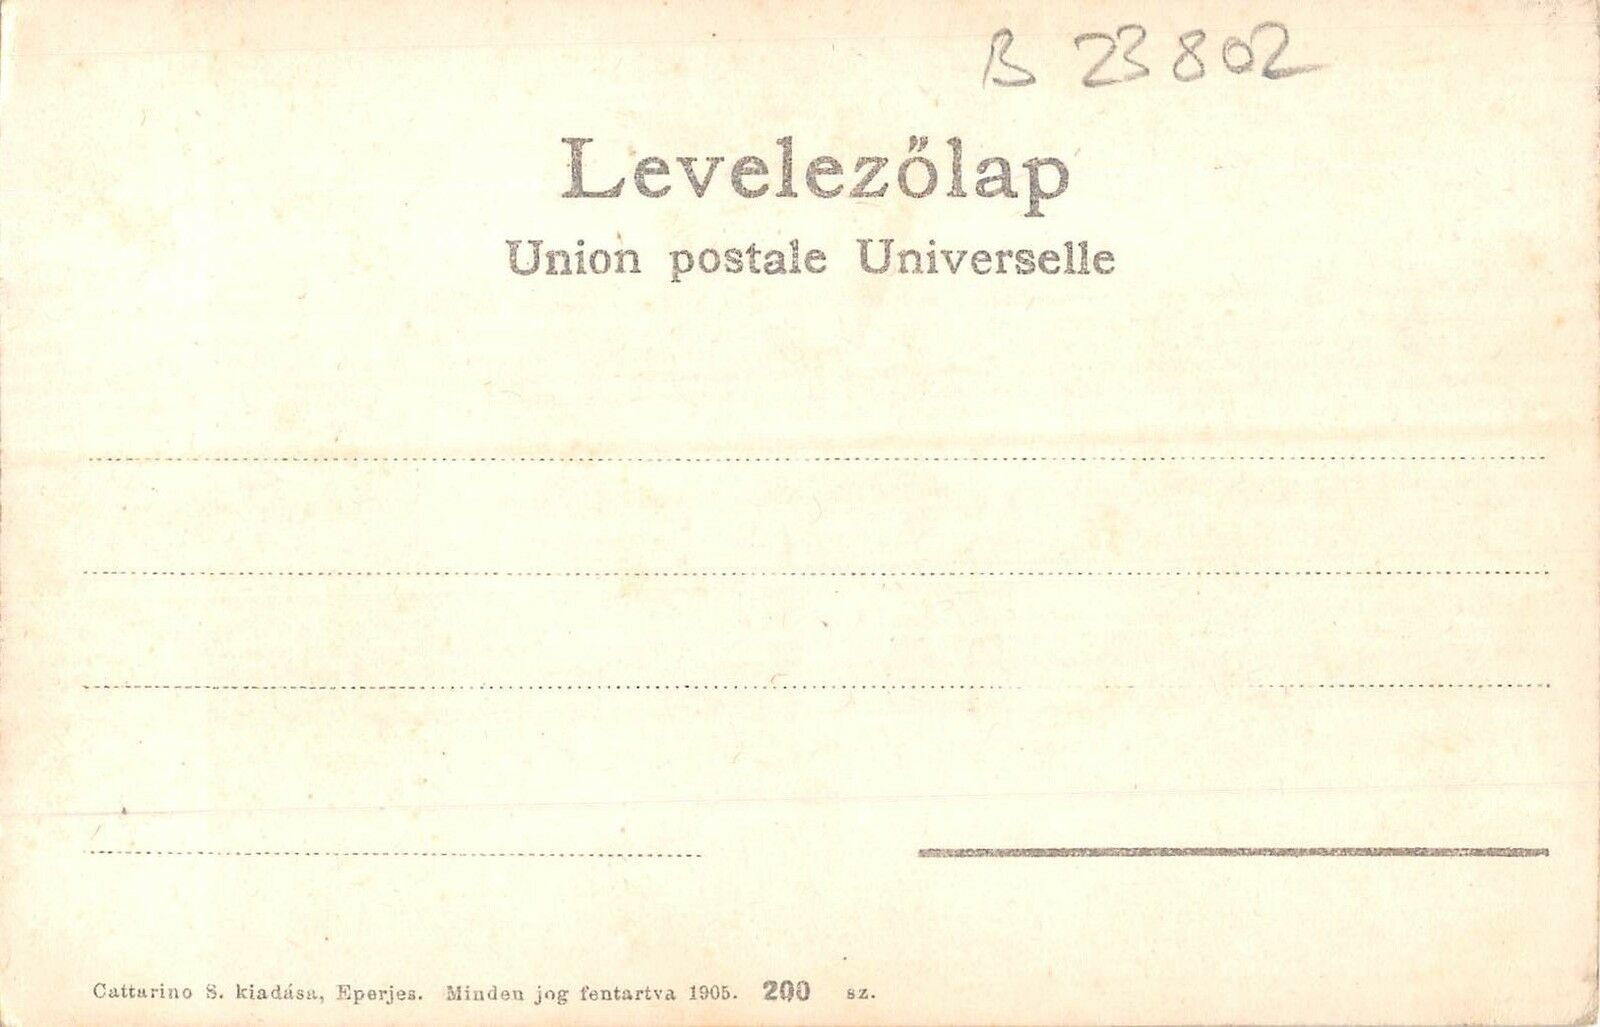 B 23802
Levelezőlap
Union postale Universelle
Cattarino S. kiadása, Eperjes. Minden jog fentartva 1905. 200 sz.